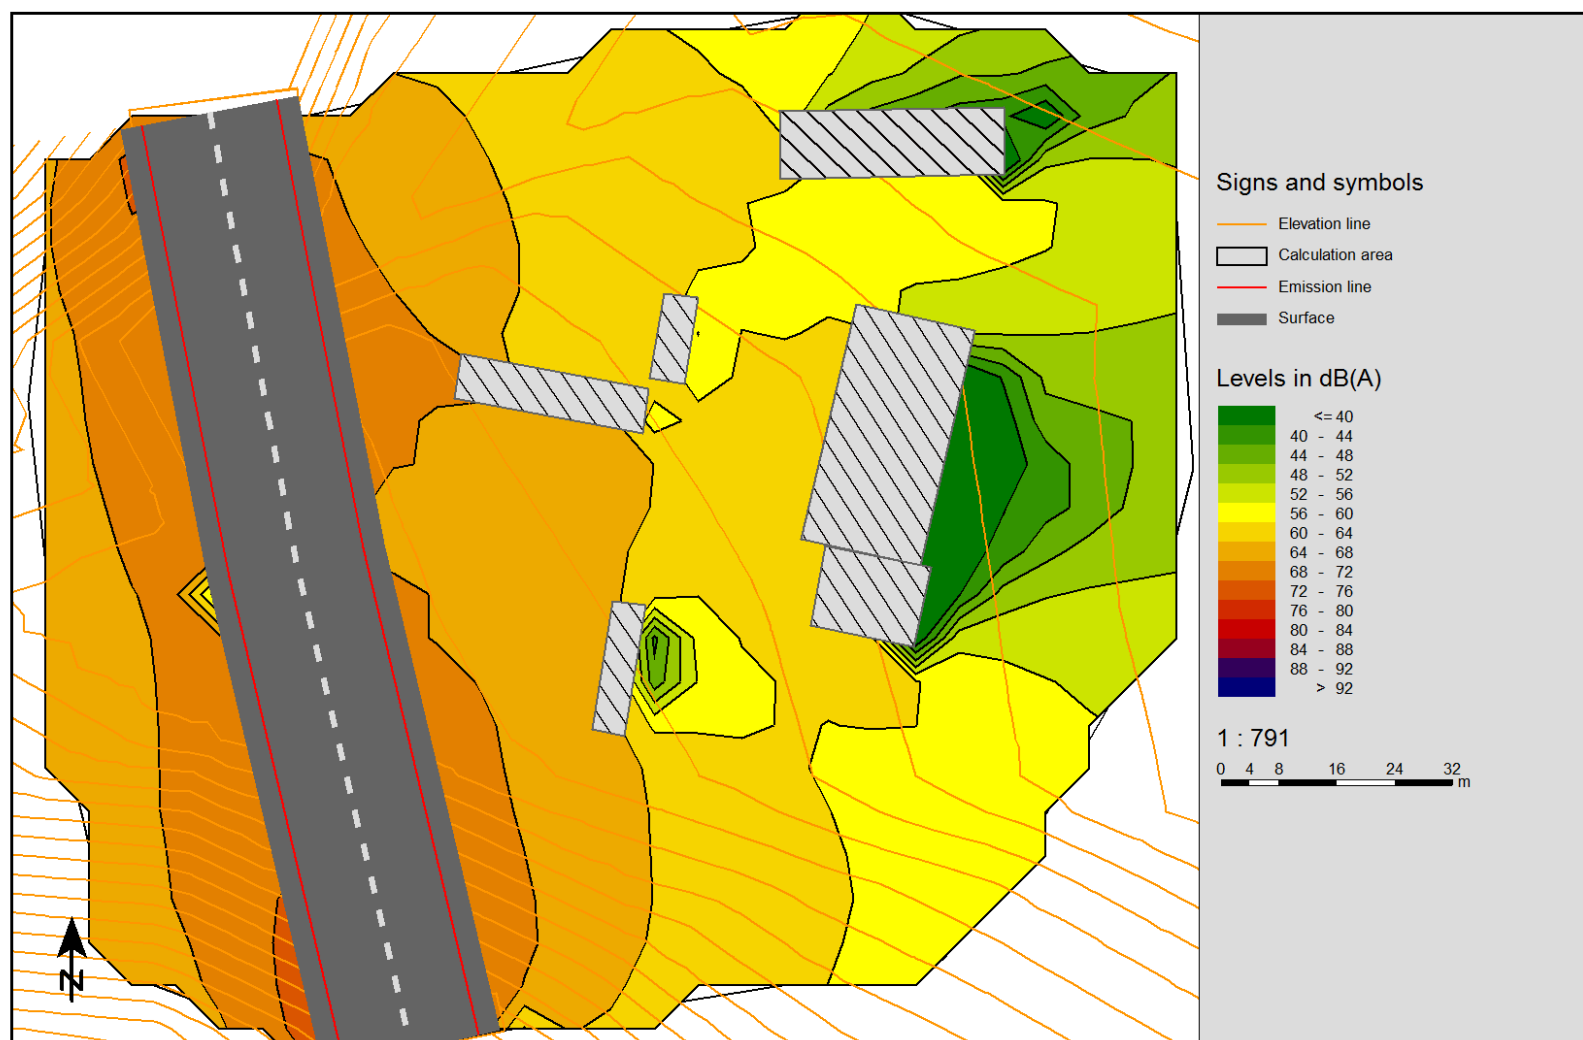 Signs and symbols
Elevation line
Calculation area
Emission line
Surface
Levels in dB(A)
<= 40
40 - 44
44 - 48
48 - 52
52 - 56
56 - 60
60 - 64
64 - 68
68 - 72
72 - 76
76 - 80
80 - 84
84 - 88
88 - 92
> 92
1 : 791
0 4 8 16 24 32
m
N